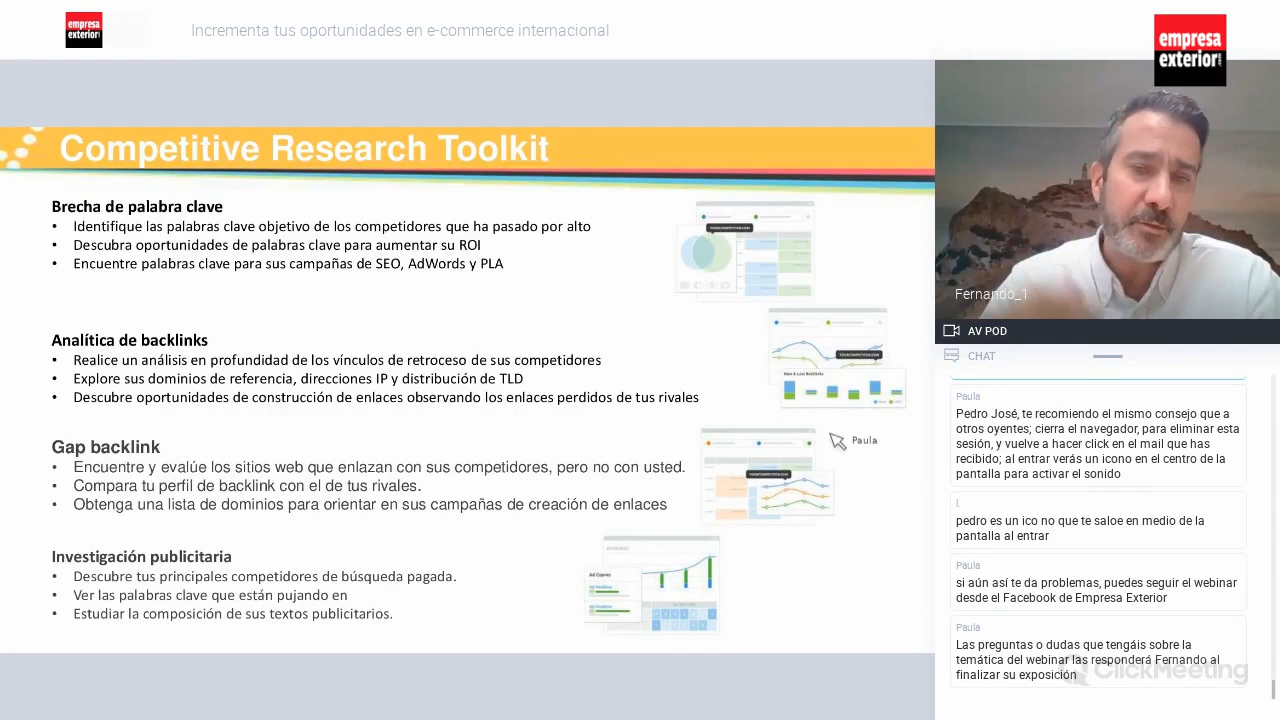 empresa
exterior
Incrementa tus oportunidades en e-commerce internacional
empresa
exterior.com
Competitive Research Toolkit
Brecha de palabra clave
• Identifique las palabras clave objetivo de los competidores que ha pasado por alto
• Descubra oportunidades de palabras clave para aumentar su ROI
• Encuentre palabras clave para sus campañas de SEO, AdWords y PLA
Analítica de backlinks
• Realice un análisis en profundidad de los vínculos de retroceso de sus competidores
• Explora sus dominios de referencia, direcciones IP y distribución de TLD
• Descubre oportunidades de construcción de enlaces observando los enlaces perdidos de tus rivales
New & Lost Backlinks
Gap backlink
• Encuentre y evalúe los sitios web que enlazan con sus competidores, pero no con usted.
• Compara tu perfil de backlink con el de tus rivales.
• Obtenga una lista de dominios para orientar en sus campañas de creación de enlaces
Paula
Investigación publicitaria
• Descubre tus principales competidores de búsqueda pagada.
• Ver las palabras clave que están pujando en
• Estudiar la composición de sus textos publicitarios.
KEYWORDS
Ad Copies
Ad Headline
Ad Headline
Fernando_1
AV POD
CHAT
Paula
Pedro José, te recomiendo el mismo consejo que a
otros oyentes; cierra el navegador, para eliminar esta
sesión, y vuelve a hacer click en el mail que has
recibido; al entrar verás un icono en el centro de la
pantalla para activar el sonido
I.
pedro es un ico no que te saloe en medio de la
pantalla al entrar
Paula
si aún así te da problemas, puedes seguir el webinar
desde el Facebook de Empresa Exterior
Paula
Las preguntas o dudas que tengáis sobre la
temática del webinar las responderá Fernando al
finalizar su exposición
ClickMeeting